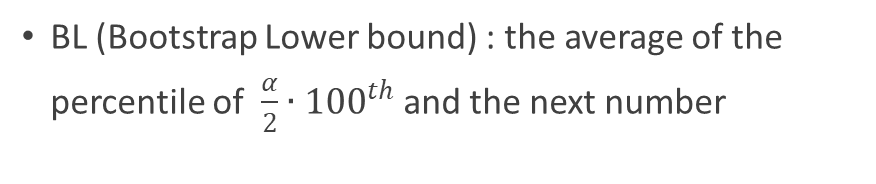 • BL (Bootstrap Lower bound) : the average of the
percentile of α/2 · 100th and the next number